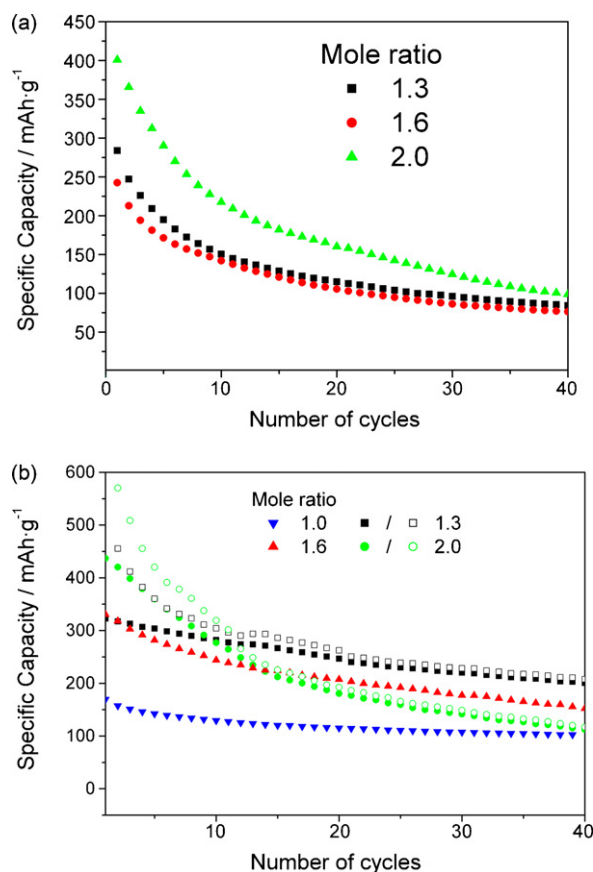 (a)
450
400
350
300
250
200
150
100
50
Specific Capacity / mAh·g⁻¹
Mole ratio
1.3
1.6
2.0
0 10 20 30 40
Number of cycles
(b)
600
500
400
300
200
100
0
Specific Capacity / mAh·g⁻¹
Mole ratio
1.0 / 1.3
1.6 / 2.0
10 20 30 40
Number of cycles